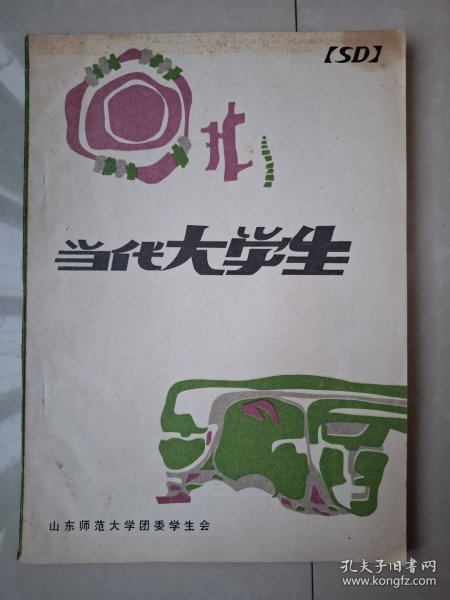 【SD】
当代大学生
山东师范大学团委学生会
孔夫子旧书网
www.kongfz.com